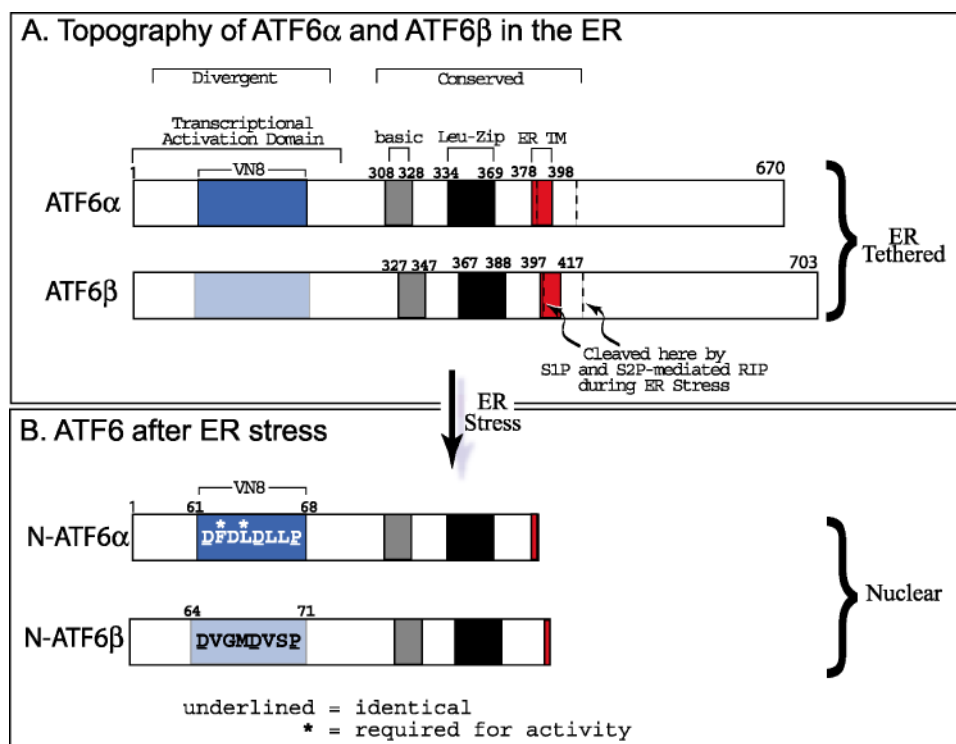 A. Topography of ATF6α and ATF6β in the ER
Divergent
Conserved
Transcriptional
Activation Domain
basic
Leu-Zip
ER TM
1
VN8
308
328
334
369
378
398
670
ATF6α
327
347
367
388
397
417
703
ATF6β
ER
Tethered
Cleaved here by
S1P and S2P-mediated RIP
during ER Stress
ER
Stress
B. ATF6 after ER stress
VN8
1
61
68
* *
N-ATF6α
DFDLDLLP
64
71
N-ATF6β
DVGMDVSP
Nuclear
underlined = identical
* = required for activity